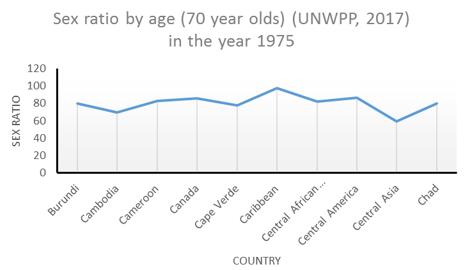 Sex ratio by age (70 year olds) (UNWPP, 2017)
in the year 1975
120
100
80
60
40
20
0
SEX RATIO
Burundi
Cambodia
Cameroon
Canada
Cape Verde
Caribbean
Central African...
Central America
Central Asia
Chad
COUNTRY